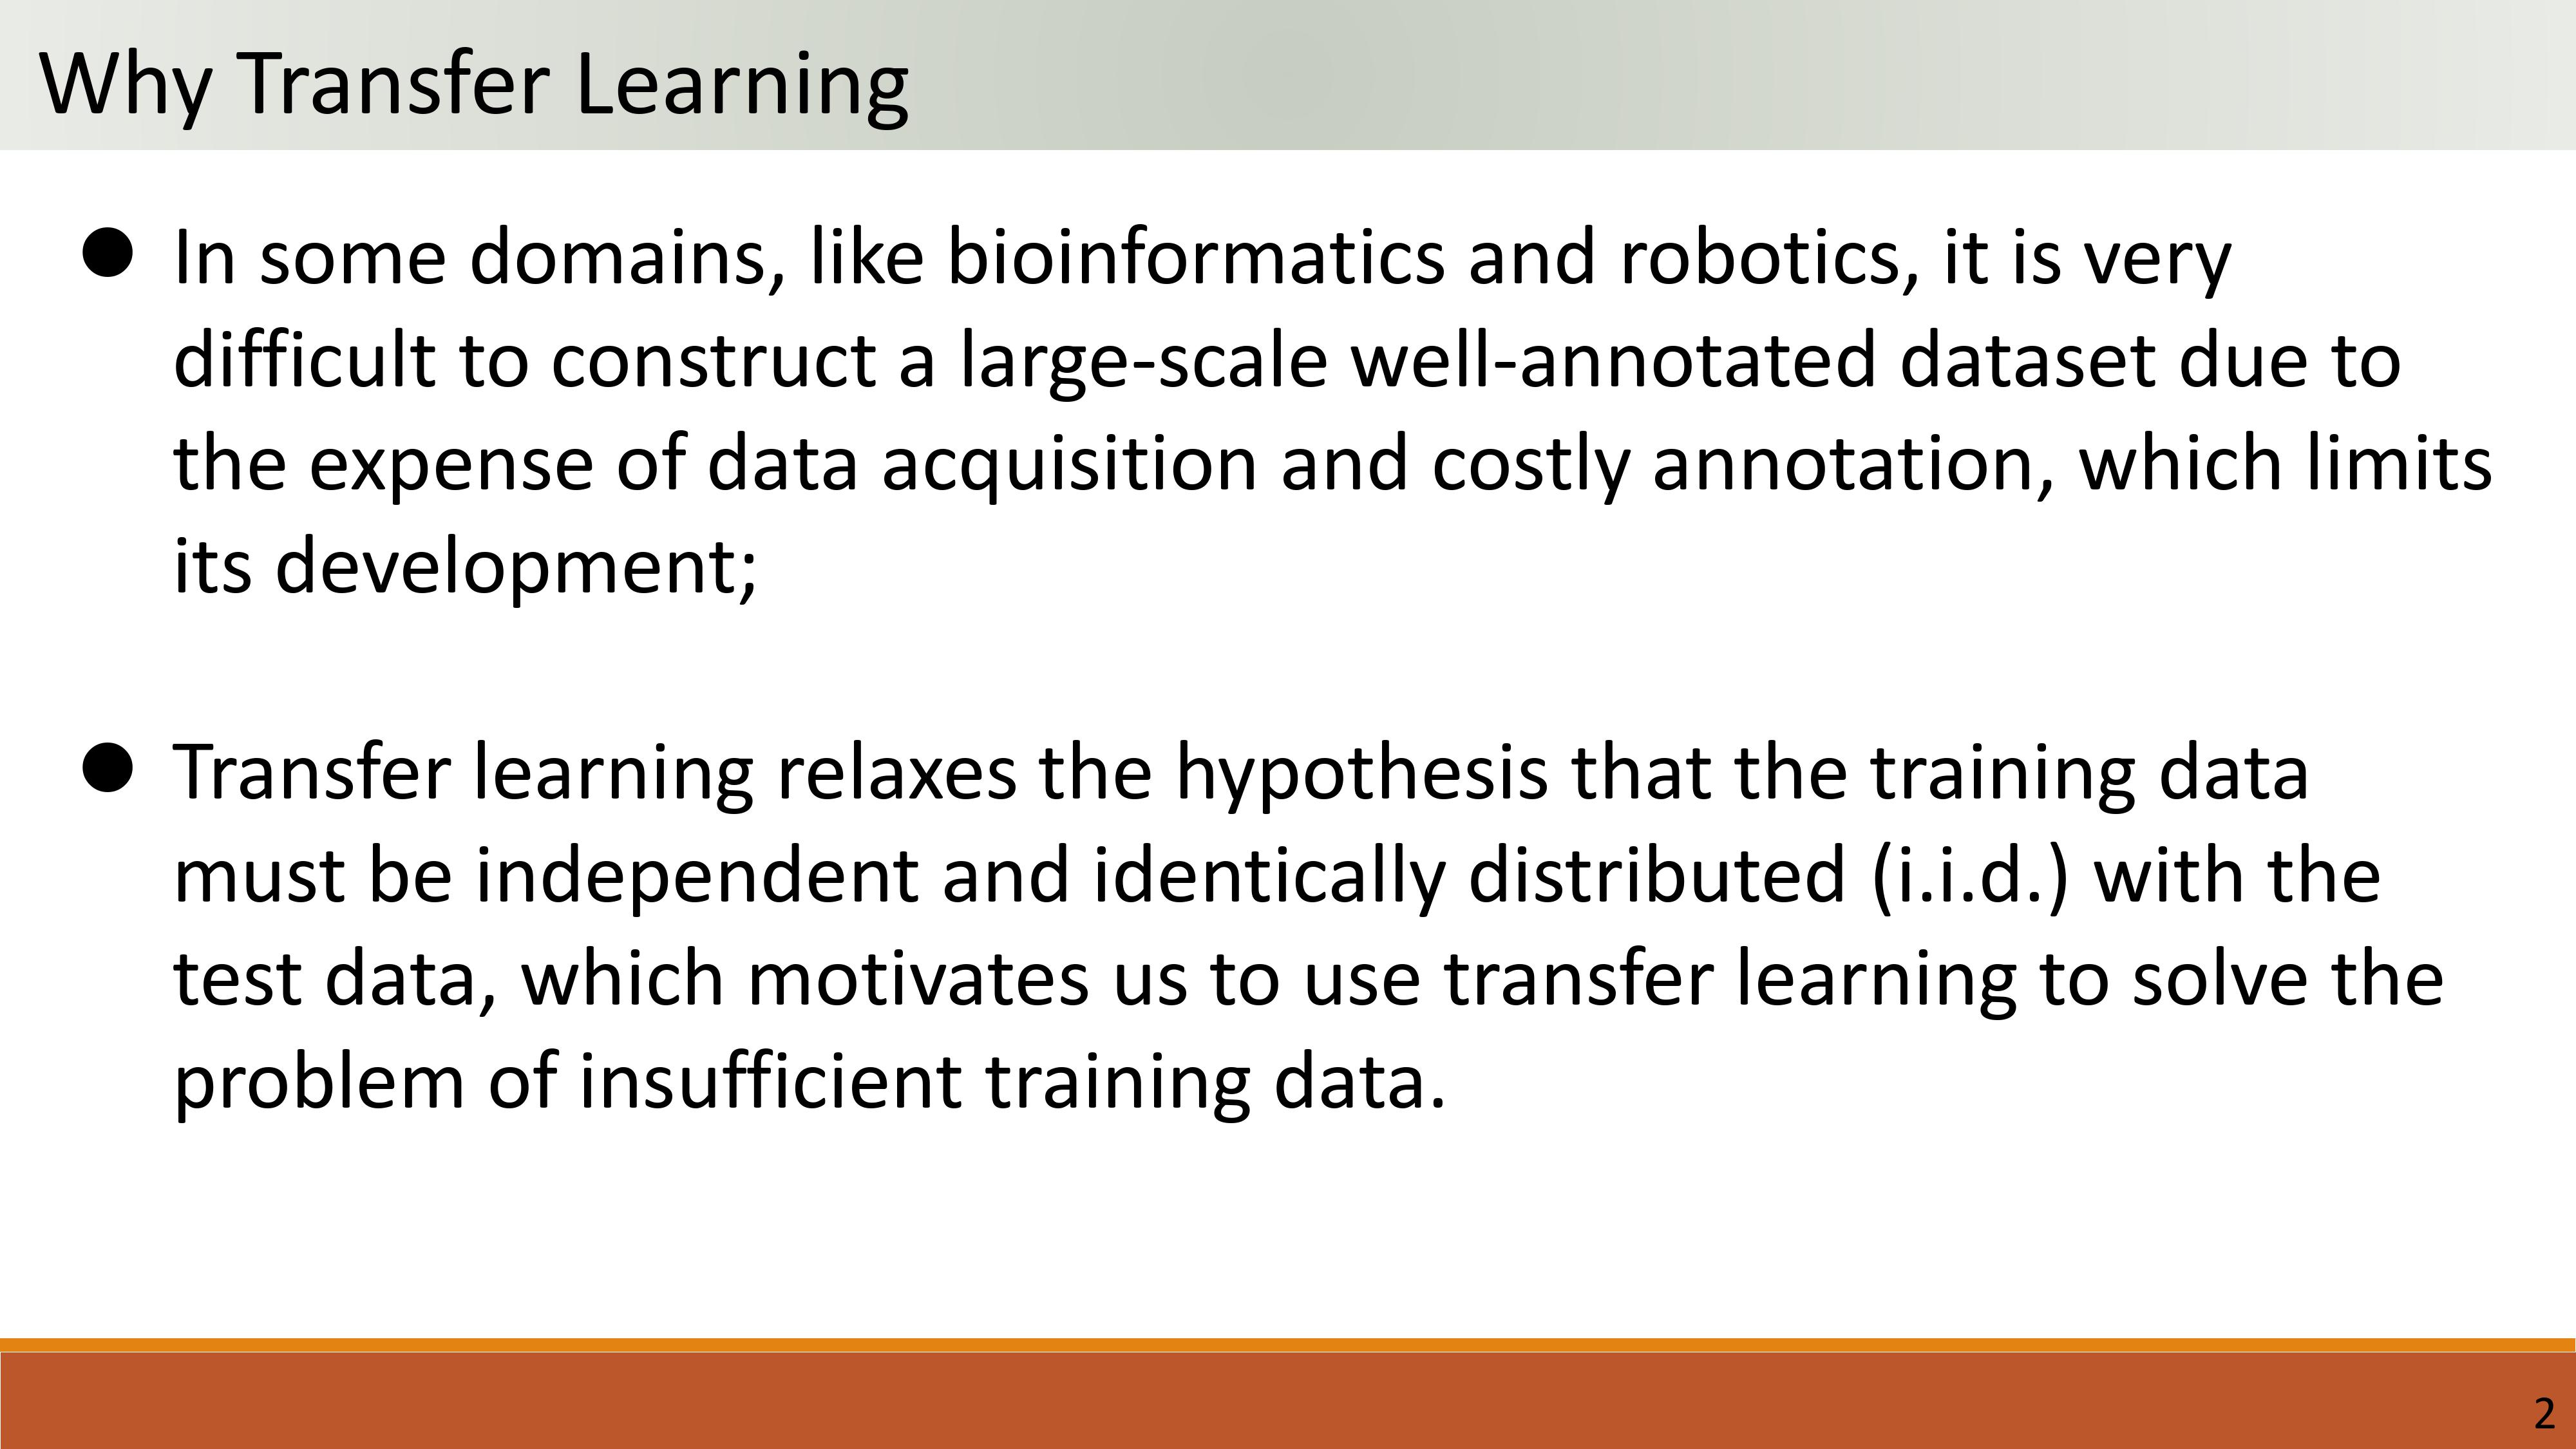 Why Transfer Learning
● In some domains, like bioinformatics and robotics, it is very
difficult to construct a large-scale well-annotated dataset due to
the expense of data acquisition and costly annotation, which limits
its development;
● Transfer learning relaxes the hypothesis that the training data
must be independent and identically distributed (i.i.d.) with the
test data, which motivates us to use transfer learning to solve the
problem of insufficient training data.
2